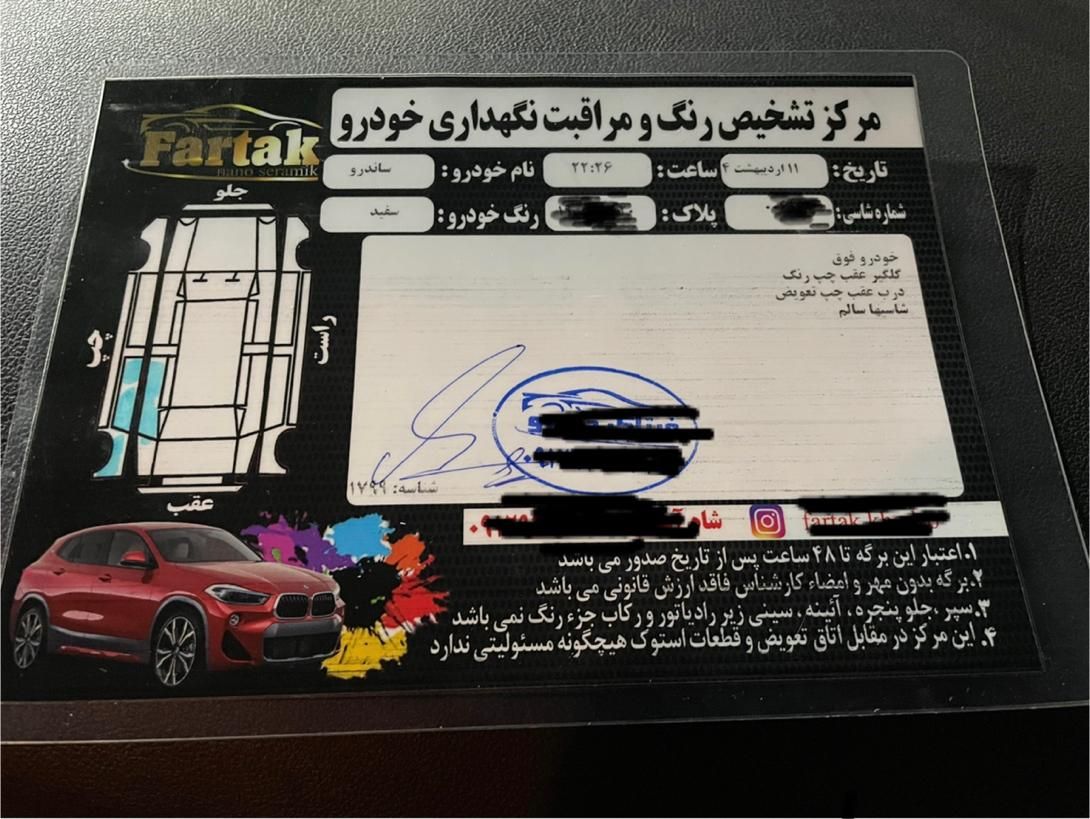 Fartak
nano seramik
مرکز تشخیص رنگ و مراقبت نگهداری خودرو
تاریخ: ۱۱ اردیبهشت ۴ ساعت: ۲۲:۲۶ نام خودرو: ساندرو
شماره شاسی: پلاک: رنگ خودرو: سفید
جلو
چپ
راست
عقب
خودرو فوق
گلگیر عقب چپ رنگ
درب عقب چپ تعویض
شاسیها سالم
شناسه: ۱۷۹۹
۱. اعتبار این برگه تا ۴۸ ساعت پس از تاریخ صدور می باشد
۲. برگه بدون مهر و امضاء کارشناس فاقد ارزش قانونی می باشد
۳. سپر ،جلو پنجره ، آئینه ، سینی زیر رادیاتور و رکاب جزء رنگ نمی باشد
۴. این مرکز در مقابل اتاق تعویض و قطعات استوک هیچگونه مسئولیتی ندارد